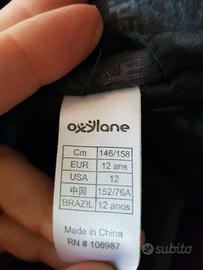 oxylane
Cm 146/158
EUR 12 ans
USA 12
中国 152/76A
BRAZIL 12 anos
Made in China
RN # 106987
subito